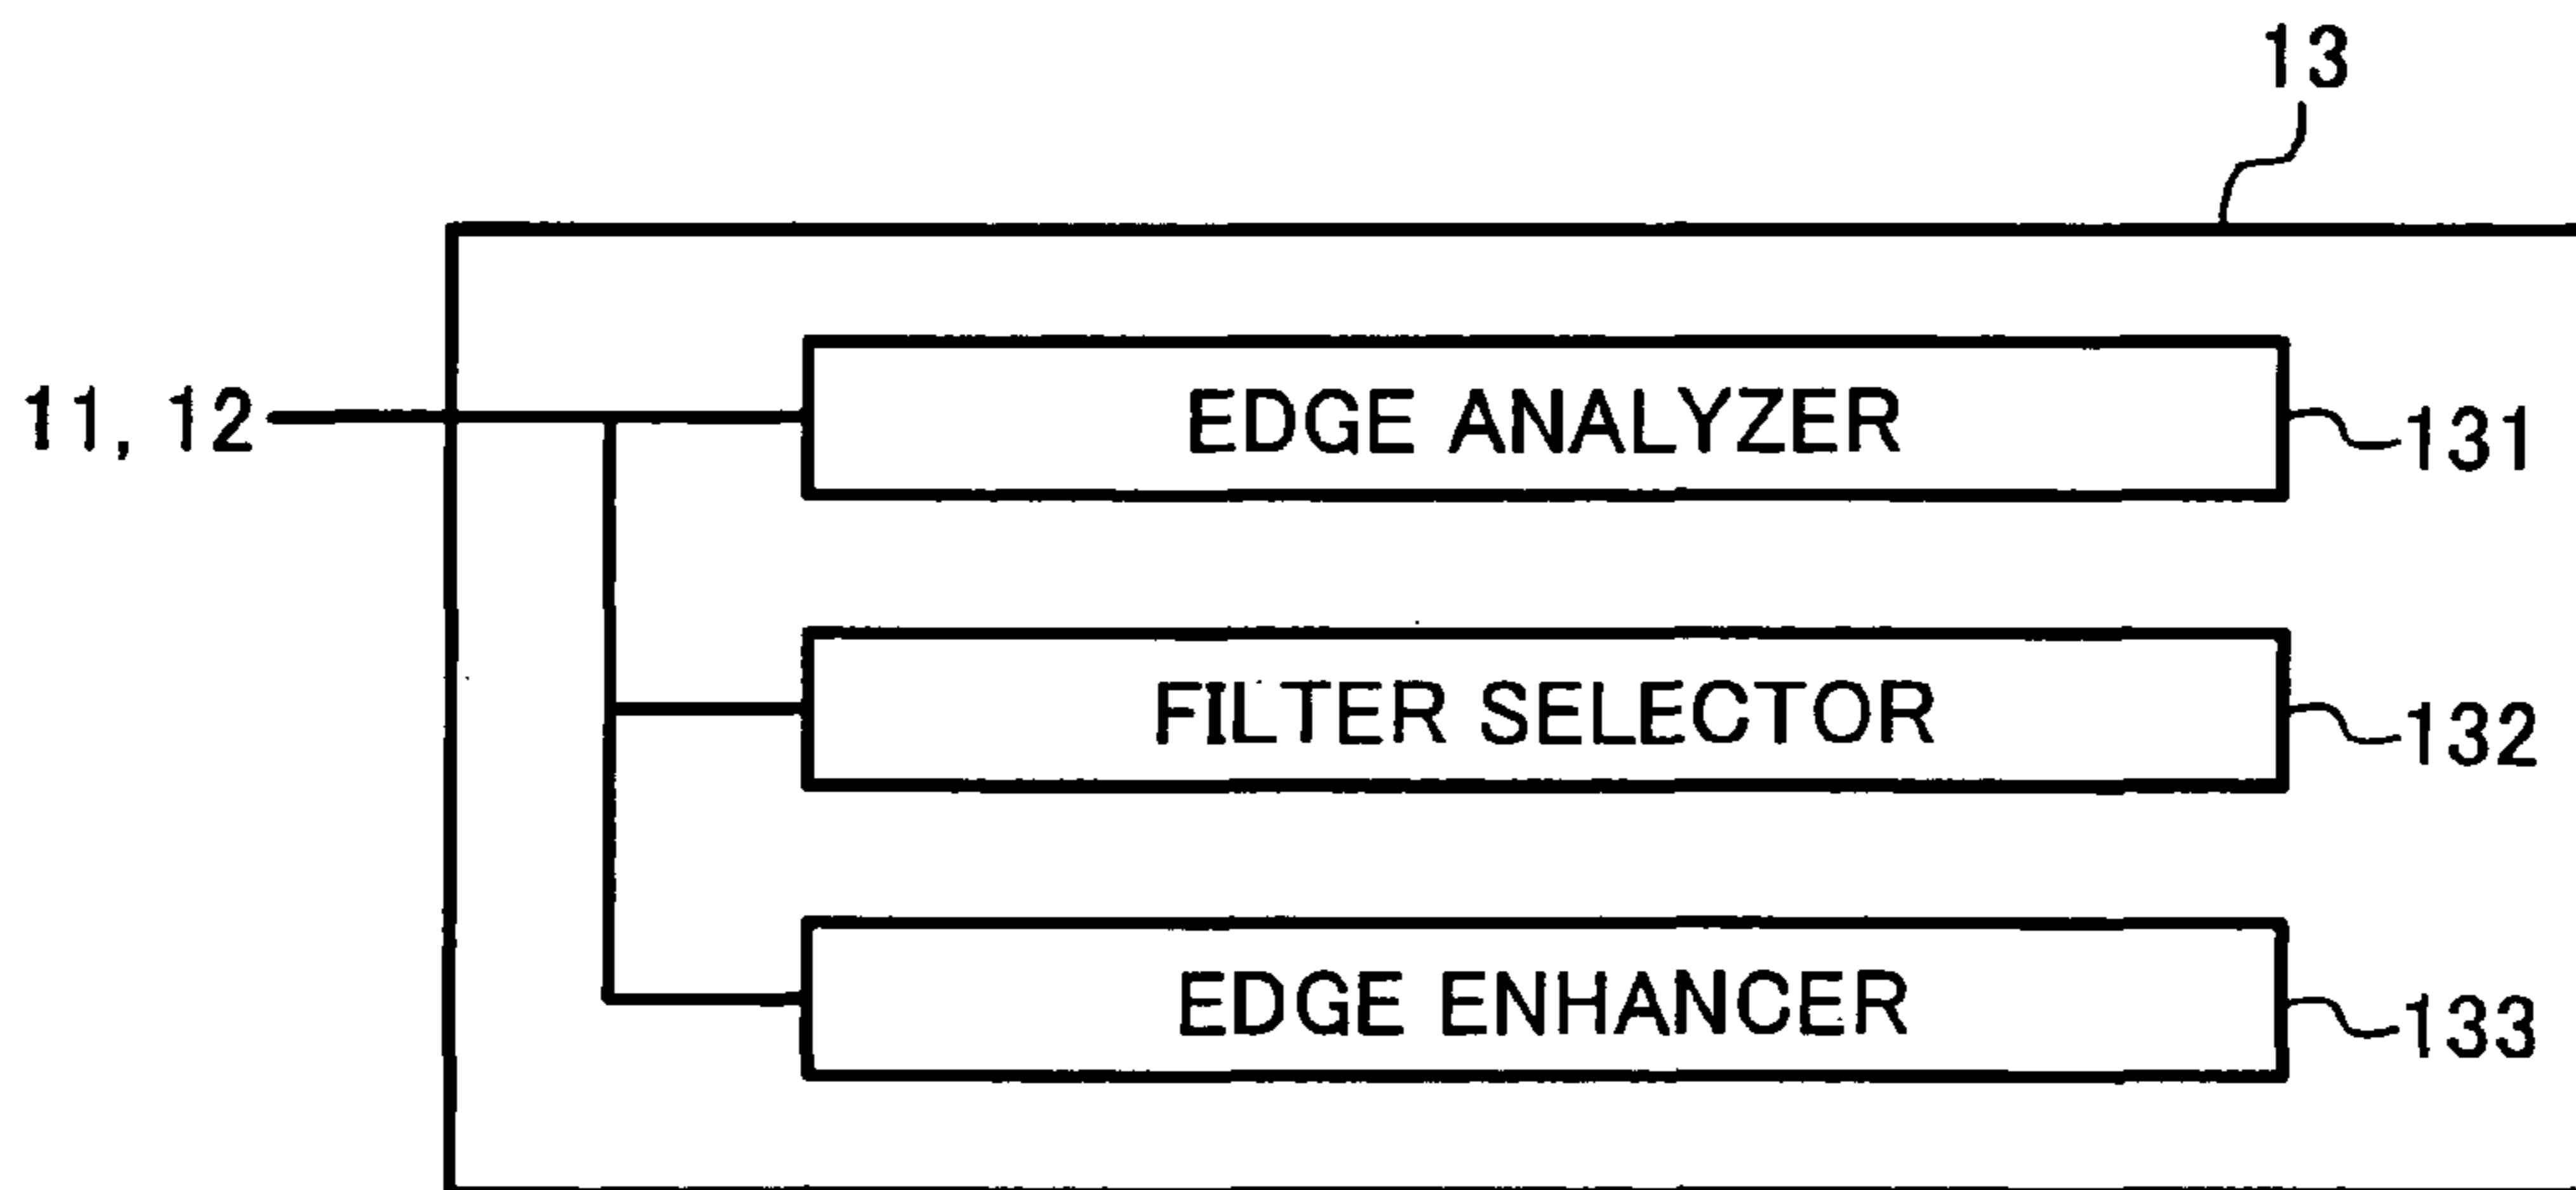 13
11, 12
EDGE ANALYZER
131
FILTER SELECTOR
132
EDGE ENHANCER
133